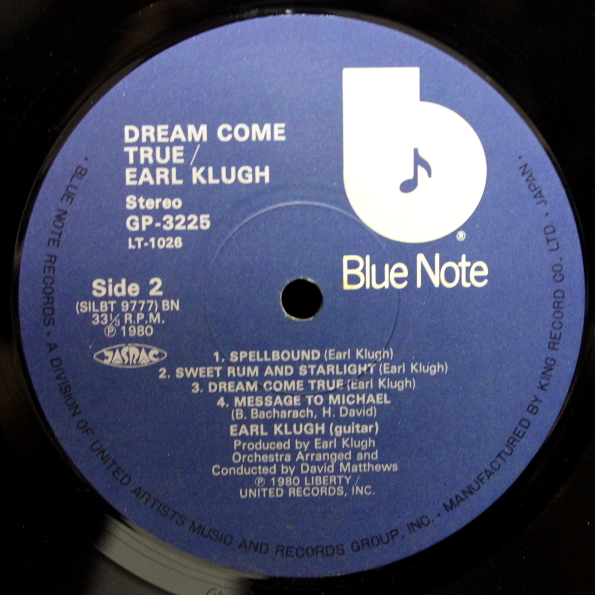 DREAM COME
TRUE /
EARL KLUGH
Stereo
GP-3225
LT-1026
®
Blue Note
Side 2
(SILBT 9777) BN
33⅓ R.P.M.
℗ 1980
JASRAC
1. SPELLBOUND (Earl Klugh)
2. SWEET RUM AND STARLIGHT (Earl Klugh)
3. DREAM COME TRUE (Earl Klugh)
4. MESSAGE TO MICHAEL
(B. Bacharach, H. David)
EARL KLUGH (guitar)
Produced by Earl Klugh
Orchestra Arranged and
Conducted by David Matthews
℗ 1980 LIBERTY/
UNITED RECORDS, INC.
• BLUE NOTE RECORDS • A DIVISION OF UNITED ARTISTS MUSIC AND RECORDS GROUP, INC. • MANUFACTURED BY KING RECORD CO., LTD • JAPAN •